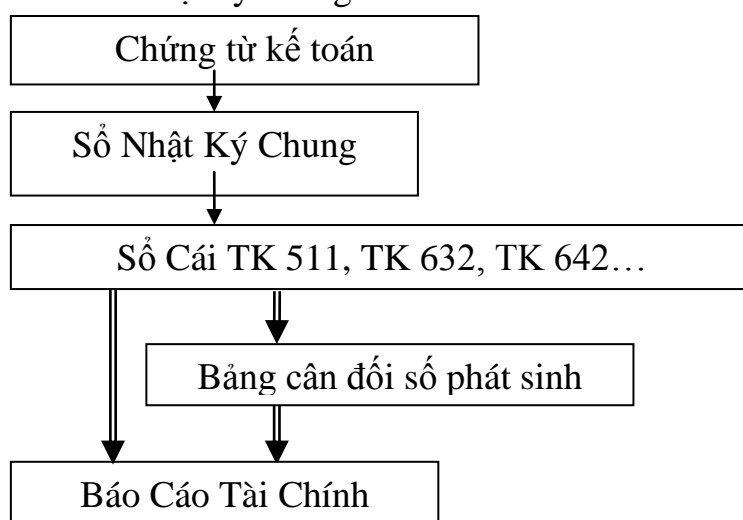 Chứng từ kế toán
Sổ Nhật Ký Chung
Sổ Cái TK 511, TK 632, TK 642…
Bảng cân đối số phát sinh
Báo Cáo Tài Chính